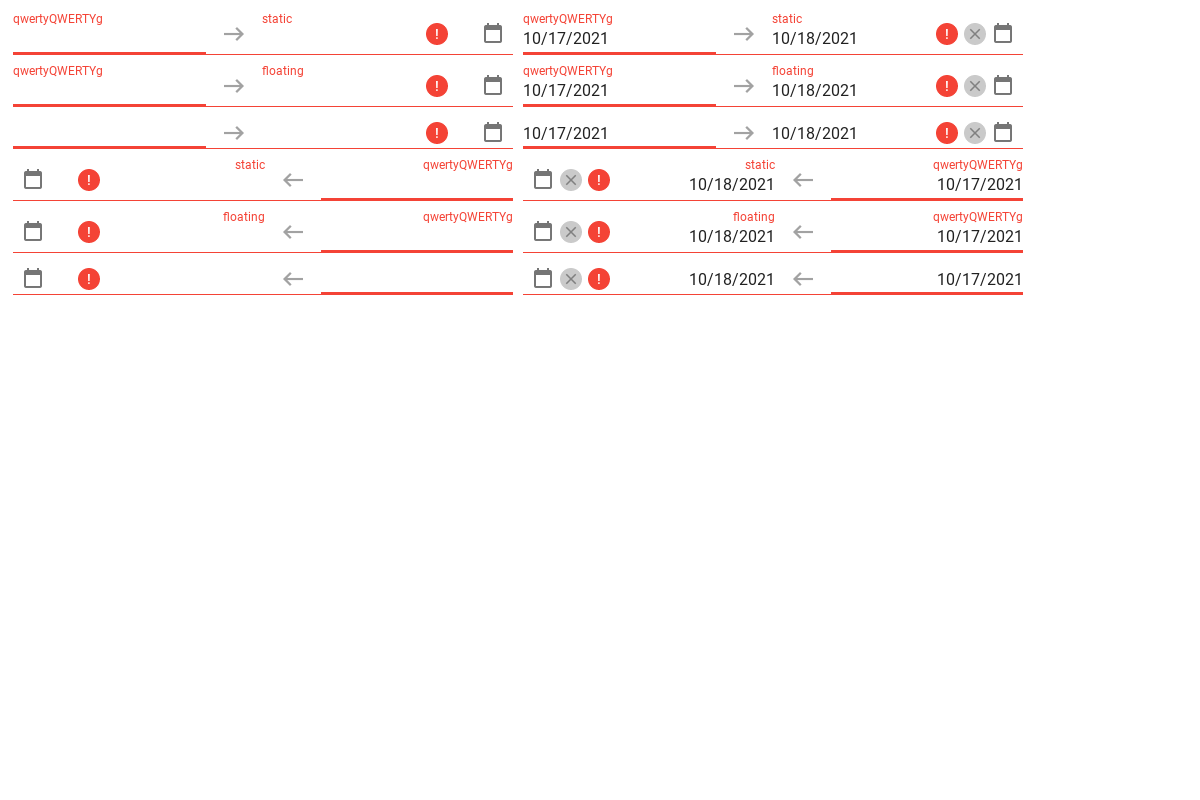 qwertyQWERTYg static qwertyQWERTYg static
10/17/2021 10/18/2021
qwertyQWERTYg floating qwertyQWERTYg floating
10/17/2021 10/18/2021
10/17/2021 10/18/2021
static qwertyQWERTYg static qwertyQWERTYg
10/18/2021 10/17/2021
floating qwertyQWERTYg floating qwertyQWERTYg
10/18/2021 10/17/2021
10/18/2021 10/17/2021